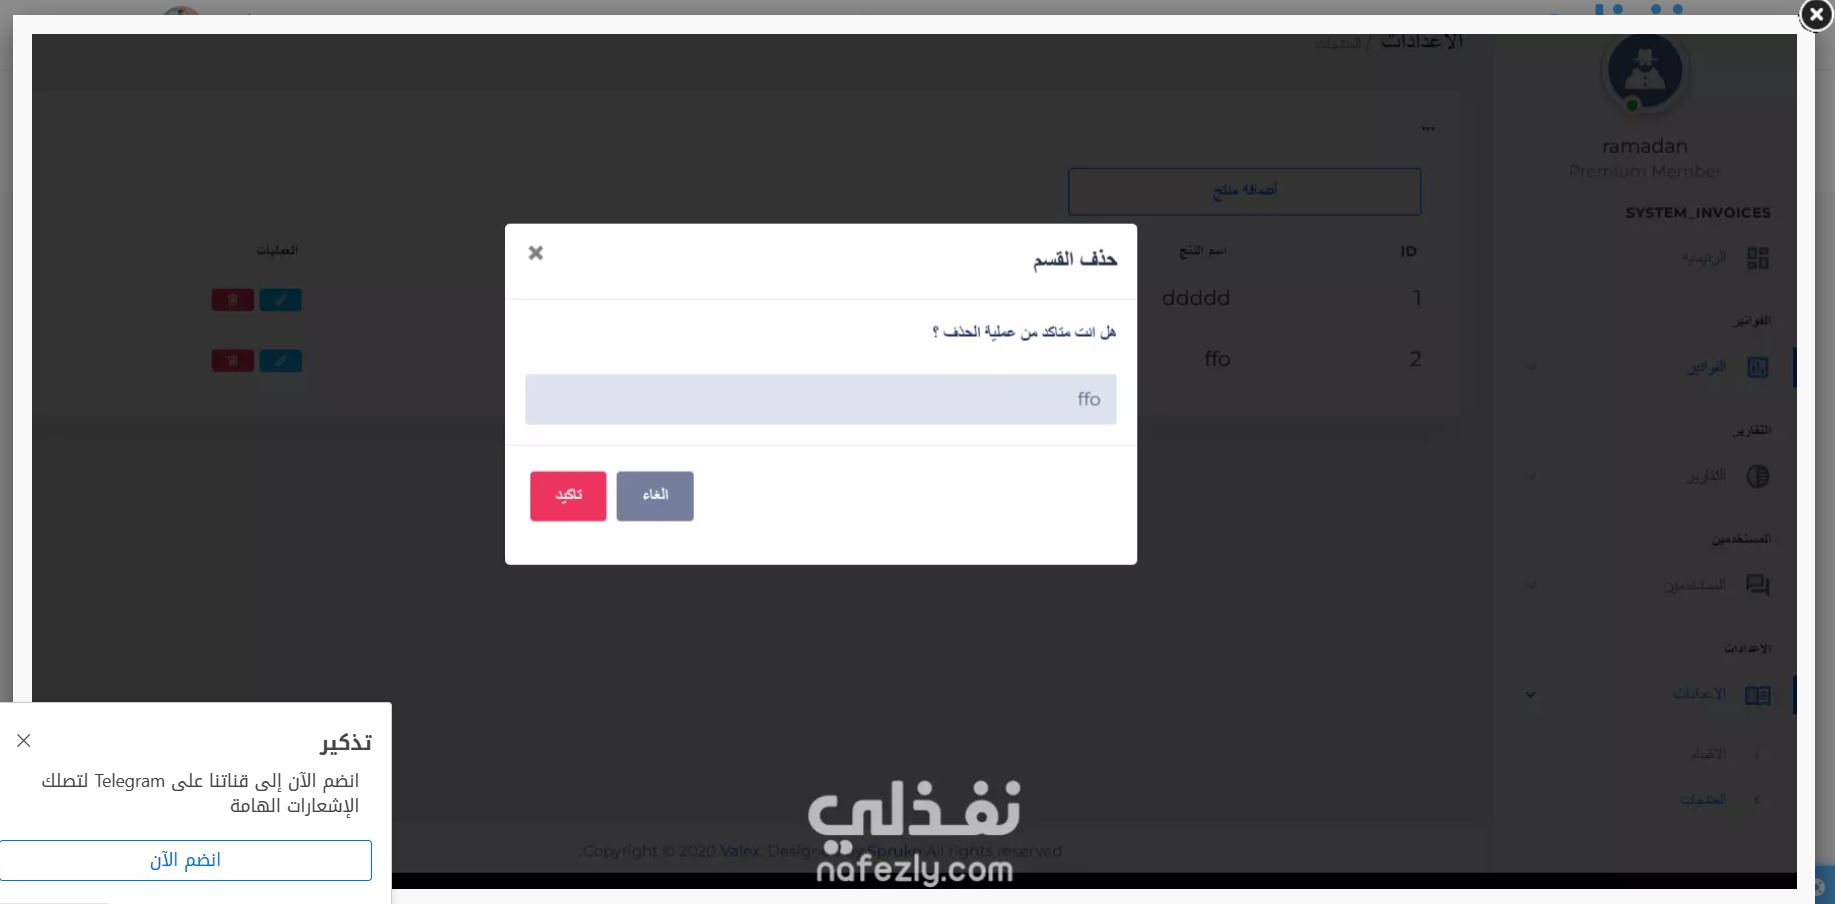 الاعدادات / المنتجات
ramadan
Premium Member
SYSTEM_INVOICES
الرئيسيه
الفواتير
الفواتير
التقارير
التقارير
المستخدمين
المستخدمين
الاعدادات
الاعدادات
الاقسام
المنتجات
...
أضافه منتج
ID
اسم النتج
العمليات
1
ddddd
2
ffo
حذف القسم
هل انت متاكد من عملية الحذف ؟
ffo
الغاء
تاكيد
Copyright © 2020 Valex. Designed by Spruko All rights reserved.
نفذلي
nafezly.com
تذكير
انضم الآن إلى قناتنا على Telegram لتصلك
الإشعارات الهامة
انضم الآن